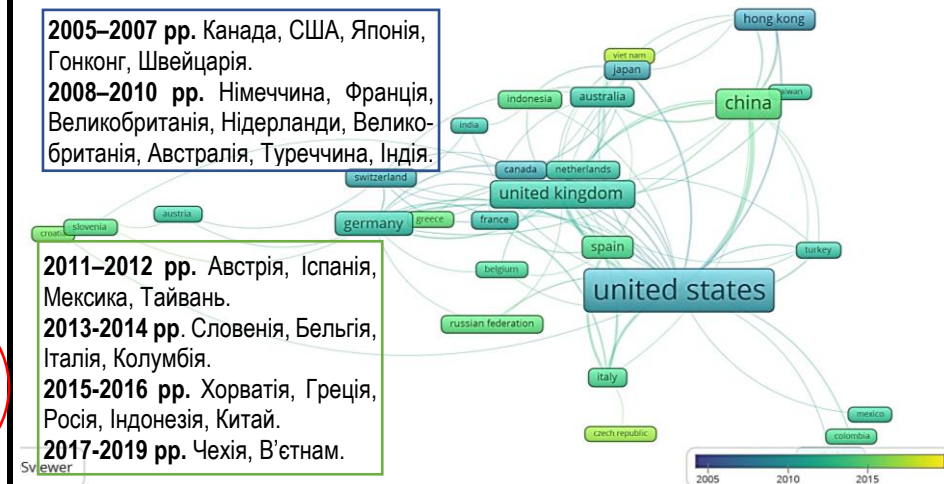 2005–2007 рр. Канада, США, Японія,
Гонконг, Швейцарія.
2008–2010 рр. Німеччина, Франція,
Великобританія, Нідерланди, Велико-
британія, Австралія, Туреччина, Індія.
hong kong
viet nam
japan
indonesia
australia
china
india
canada
netherlands
switzerland
united kingdom
austria
slovenia
germany
greece
france
spain
turkey
belgium
united states
russian federation
italy
czech republic
mexico
colombia
2011–2012 рр. Австрія, Іспанія,
Мексика, Тайвань.
2013-2014 рр. Словенія, Бельгія,
Італія, Колумбія.
2015-2016 рр. Хорватія, Греція,
Росія, Індонезія, Китай.
2017-2019 рр. Чехія, В’єтнам.
2005 2010 2015